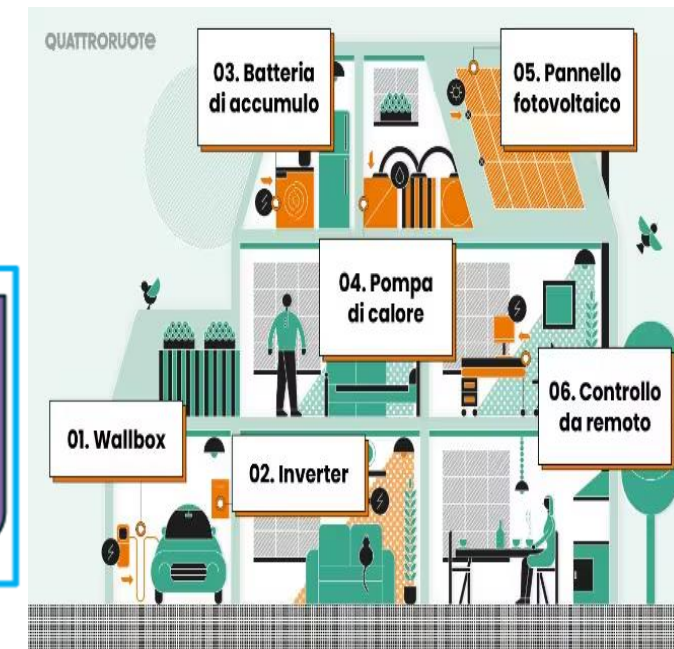 QUATTRORUOTE
03. Batteria
di accumulo
05. Pannello
fotovoltaico
04. Pompa
di calore
06. Controllo
da remoto
01. Wallbox
02. Inverter